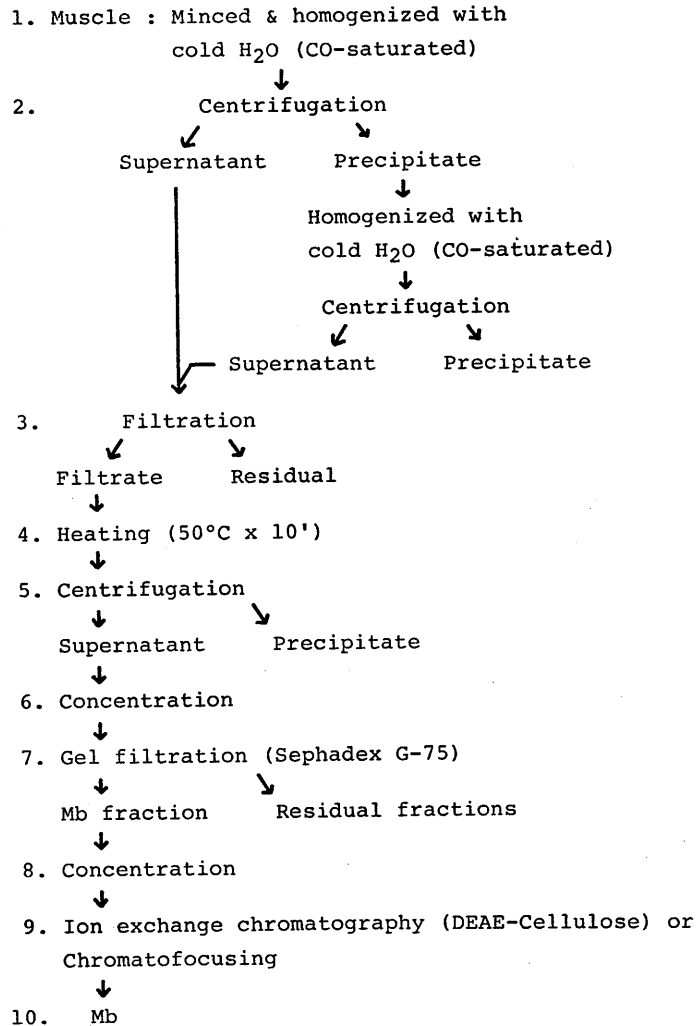 1. Muscle : Minced & homogenized with
cold H2O (CO-saturated)
2. Centrifugation
Supernatant Precipitate
Homogenized with
cold H2O (CO-saturated)
Centrifugation
Supernatant Precipitate
3. Filtration
Filtrate Residual
4. Heating (50°C x 10')
5. Centrifugation
Supernatant Precipitate
6. Concentration
7. Gel filtration (Sephadex G-75)
Mb fraction Residual fractions
8. Concentration
9. Ion exchange chromatography (DEAE-Cellulose) or
Chromatofocusing
10. Mb